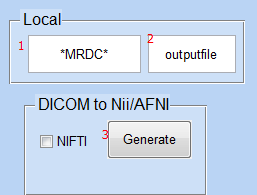 Local
1 *MRDC* 2 outputfile
DICOM to Nii/AFNI
NIFTI 3 Generate